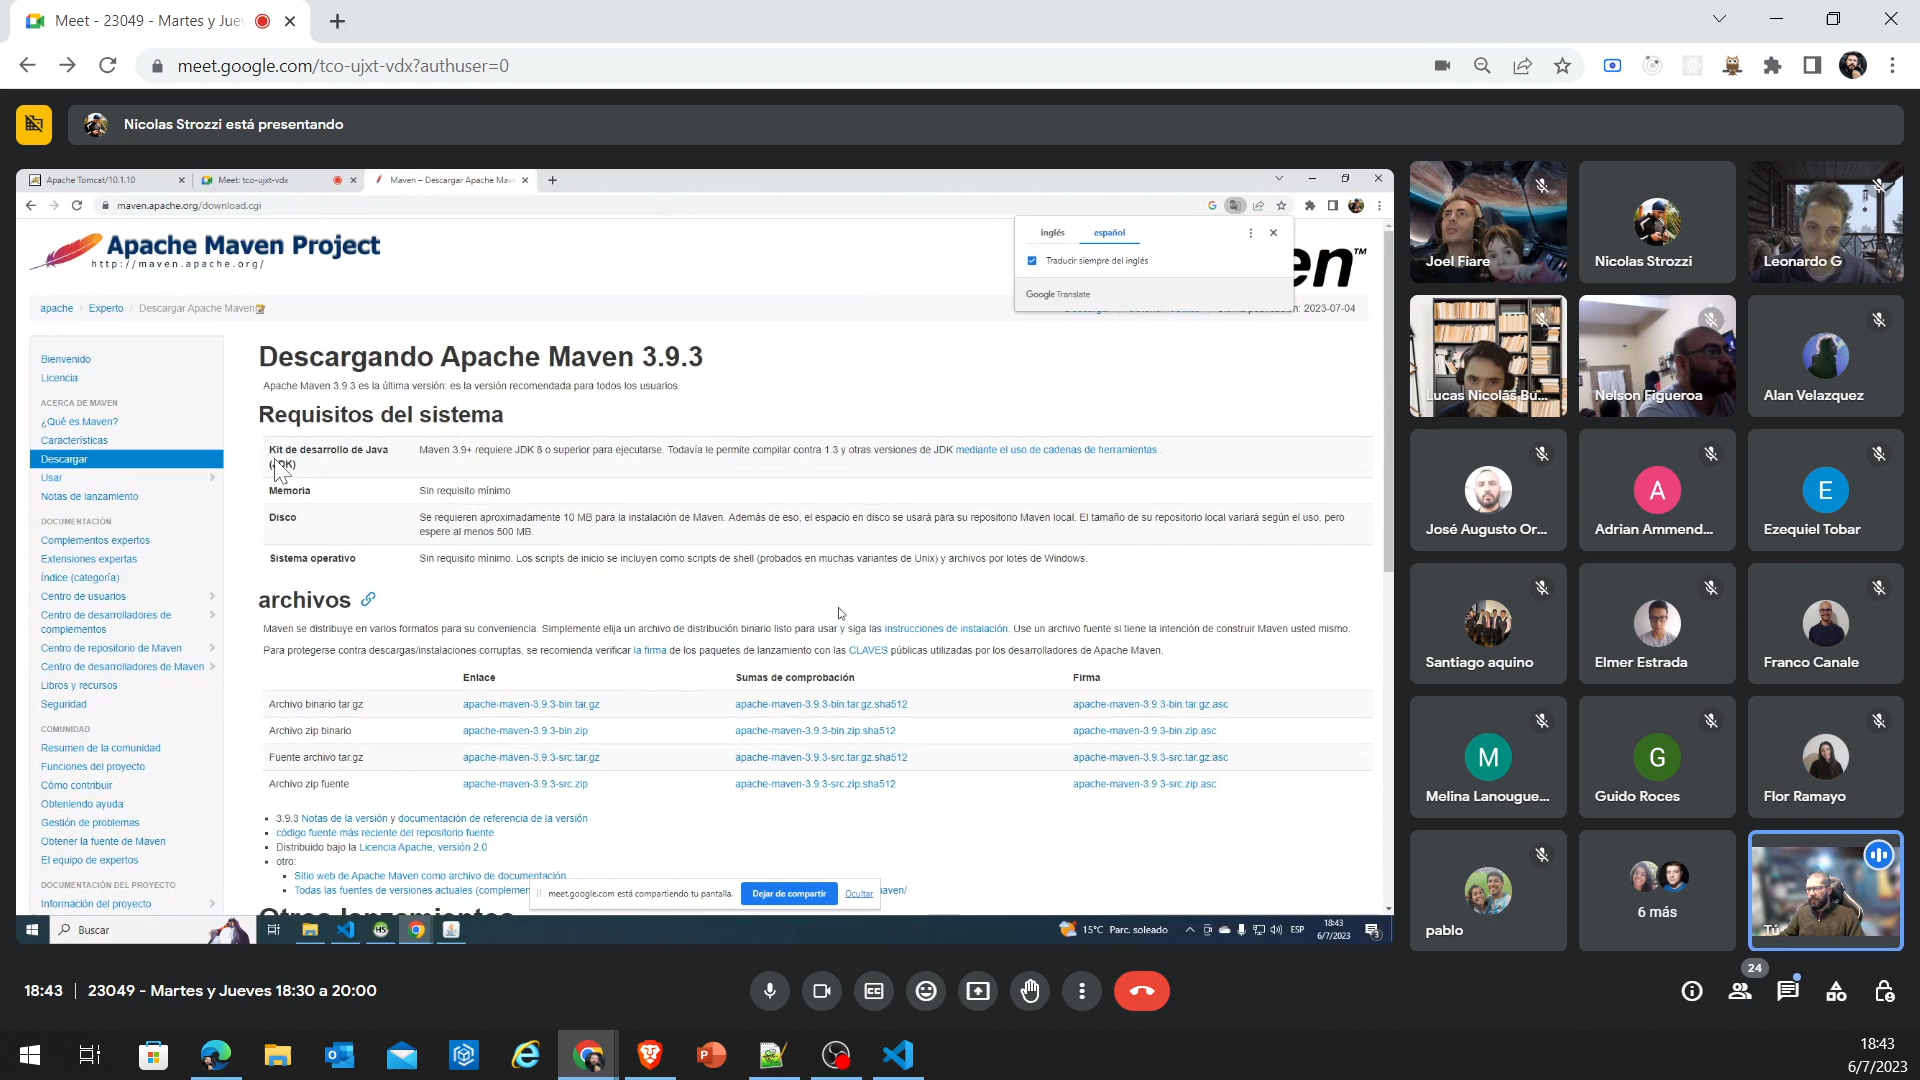 Meet - 23049 - Martes y Juev
meet.google.com/tco-ujxt-vdx?authuser=0
Nicolas Strozzi está presentando
Apache Tomcat/10.1.10
Meet: tco-ujxt-vdx
Maven – Descargar Apache Mav
maven.apache.org/download.cgi
Apache Maven Project
http://maven.apache.org/
inglés
español
Traducir siempre del inglés
Google Translate
en™
apache / Experto / Descargar Apache Maven
2023-07-04
Bienvenido
Licencia
ACERCA DE MAVEN
¿Qué es Maven?
Características
Descargar
Usar
Notas de lanzamiento
DOCUMENTACIÓN
Complementos expertos
Extensiones expertas
Índice (categoría)
Centro de usuarios
Centro de desarrolladores de
complementos
Centro de repositorio de Maven
Centro de desarrolladores de Maven
Libros y recursos
Seguridad
COMUNIDAD
Resumen de la comunidad
Funciones del proyecto
Cómo contribuir
Obteniendo ayuda
Gestión de problemas
Obtener la fuente de Maven
El equipo de expertos
DOCUMENTACIÓN DEL PROYECTO
Información del proyecto
Descargando Apache Maven 3.9.3
Apache Maven 3.9.3 es la última versión: es la versión recomendada para todos los usuarios.
Requisitos del sistema
Kit de desarrollo de Java
(JDK)
Maven 3.9+ requiere JDK 8 o superior para ejecutarse. Todavía le permite compilar contra 1.3 y otras versiones de JDK mediante el uso de cadenas de herramientas .
Memoria
Sin requisito mínimo
Disco
Se requieren aproximadamente 10 MB para la instalación de Maven. Además de eso, el espacio en disco se usará para su repositorio Maven local. El tamaño de su repositorio local variará según el uso, pero
espere al menos 500 MB.
Sistema operativo
Sin requisito mínimo. Los scripts de inicio se incluyen como scripts de shell (probados en muchas variantes de Unix) y archivos por lotes de Windows.
archivos
Maven se distribuye en varios formatos para su conveniencia. Simplemente elija un archivo de distribución binario listo para usar y siga las instrucciones de instalación. Use un archivo fuente si tiene la intención de construir Maven usted mismo.
Para protegerse contra descargas/instalaciones corruptas, se recomienda verificar la firma de los paquetes de lanzamiento con las CLAVES públicas utilizadas por los desarrolladores de Apache Maven.
Enlace Sumas de comprobación Firma
Archivo binario tar.gz apache-maven-3.9.3-bin.tar.gz apache-maven-3.9.3-bin.tar.gz.sha512 apache-maven-3.9.3-bin.tar.gz.asc
Archivo zip binario apache-maven-3.9.3-bin.zip apache-maven-3.9.3-bin.zip.sha512 apache-maven-3.9.3-bin.zip.asc
Fuente archivo tar.gz apache-maven-3.9.3-src.tar.gz apache-maven-3.9.3-src.tar.gz.sha512 apache-maven-3.9.3-src.tar.gz.asc
Archivo zip fuente apache-maven-3.9.3-src.zip apache-maven-3.9.3-src.zip.sha512 apache-maven-3.9.3-src.zip.asc
3.9.3 Notas de la versión y documentación de referencia de la versión
código fuente más reciente del repositorio fuente
Distribuido bajo la Licencia Apache, versión 2.0
otro:
Sitio web de Apache Maven como archivo de documentación
Todas las fuentes de versiones actuales (complemen
aven/
meet.google.com está compartiendo tu pantalla.
Dejar de compartir
Ocultar
Otros lanzamientos
Buscar
15°C Parc. soleado
ESP
18:43
6/7/2023
3
Joel Fiare
Nicolas Strozzi
Leonardo G
Lucas Nicolás Bu...
Nelson Figueroa
Alan Velazquez
José Augusto Or...
A
Adrian Ammend...
E
Ezequiel Tobar
Santiago aquino
Elmer Estrada
Franco Canale
M
Melina Lanougue...
G
Guido Roces
Flor Ramayo
pablo
6 más
Tú
18:43 | 23049 - Martes y Jueves 18:30 a 20:00
24
18:43
6/7/2023